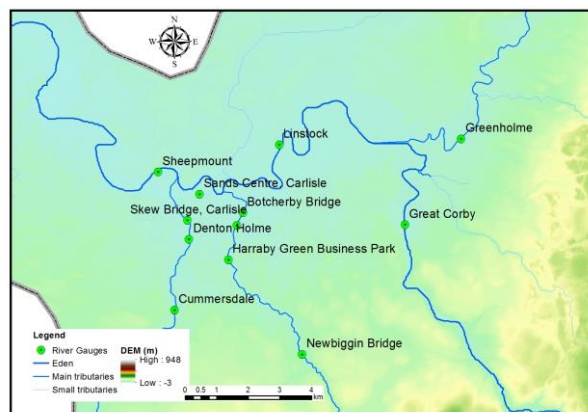 N
W E
S
Greenholme
Linstock
Sheepmount
Sands Centre, Carlisle
Botcherby Bridge
Skew Bridge, Carlisle
Great Corby
Denton Holme
Harraby Green Business Park
Cummersdale
Newbiggin Bridge
Legend
River Gauges
Eden
Main tributaries
Small tributaries
DEM (m)
High : 948
Low : -3
0 0.5 1 2 3 4
km